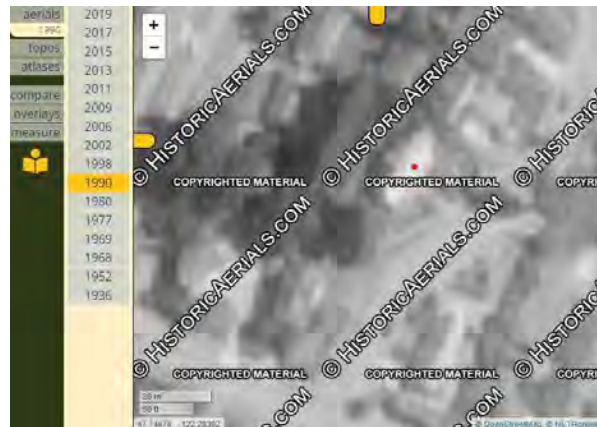 aerials
1990
topos
atlases
compare
overlays
measure
2019
2017
2015
2013
2011
2009
2006
2002
1998
1990
1980
1977
1969
1968
1952
1936
+
−
© HISTORICAERIALS.COM
© HISTORICAERIALS.COM
COPYRIGHTED MATERIAL
COPYRIGHTED MATERIAL
COPYRI
© HISTORICAERIALS.COM
© HISTORICAERIALS.COM
COPYRIGHTED MATERIAL
COPYRIGHTED MATERIAL
COPYRI
20 m
50 ft